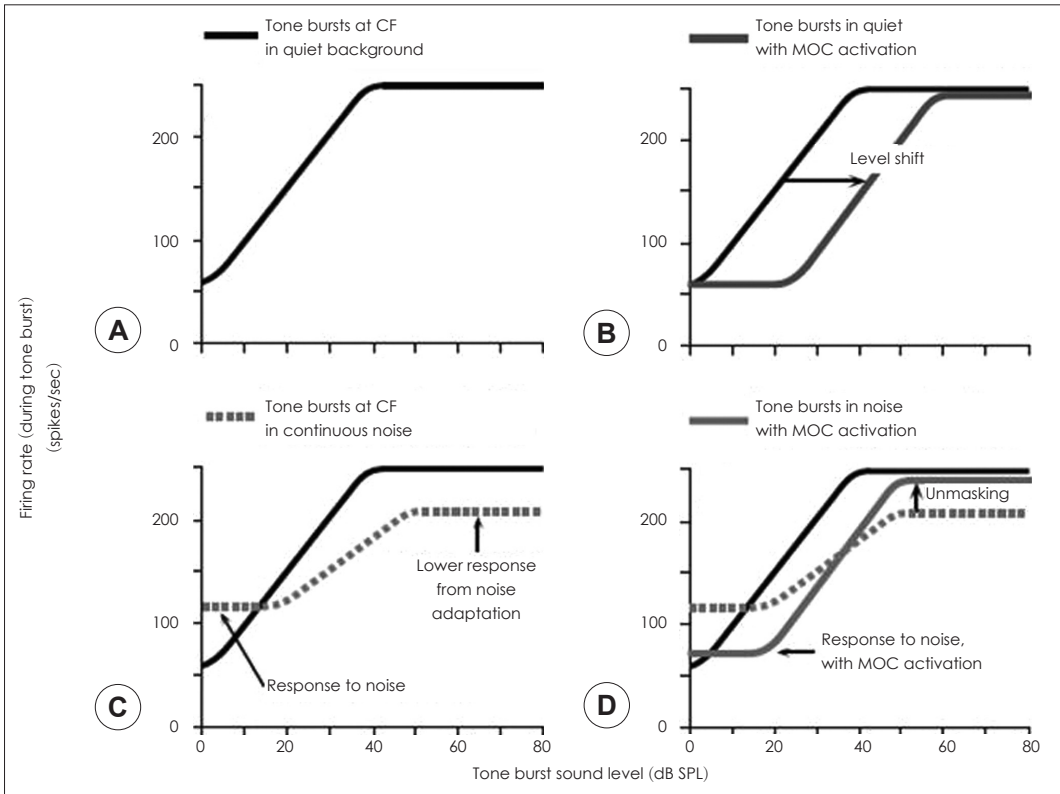 Tone bursts at CF
in quiet background
200
100
0
A
Tone bursts in quiet
with MOC activation
200
100
0
Level shift
B
Firing rate (during tone burst)
(spikes/sec)
Tone bursts at CF
in continuous noise
200
100
0
Lower response
from noise
adaptation
Response to noise
C
0 20 40 60 80
Tone bursts in noise
with MOC activation
200
100
0
Unmasking
Response to noise,
with MOC activation
D
0 20 40 60 80
Tone burst sound level (dB SPL)